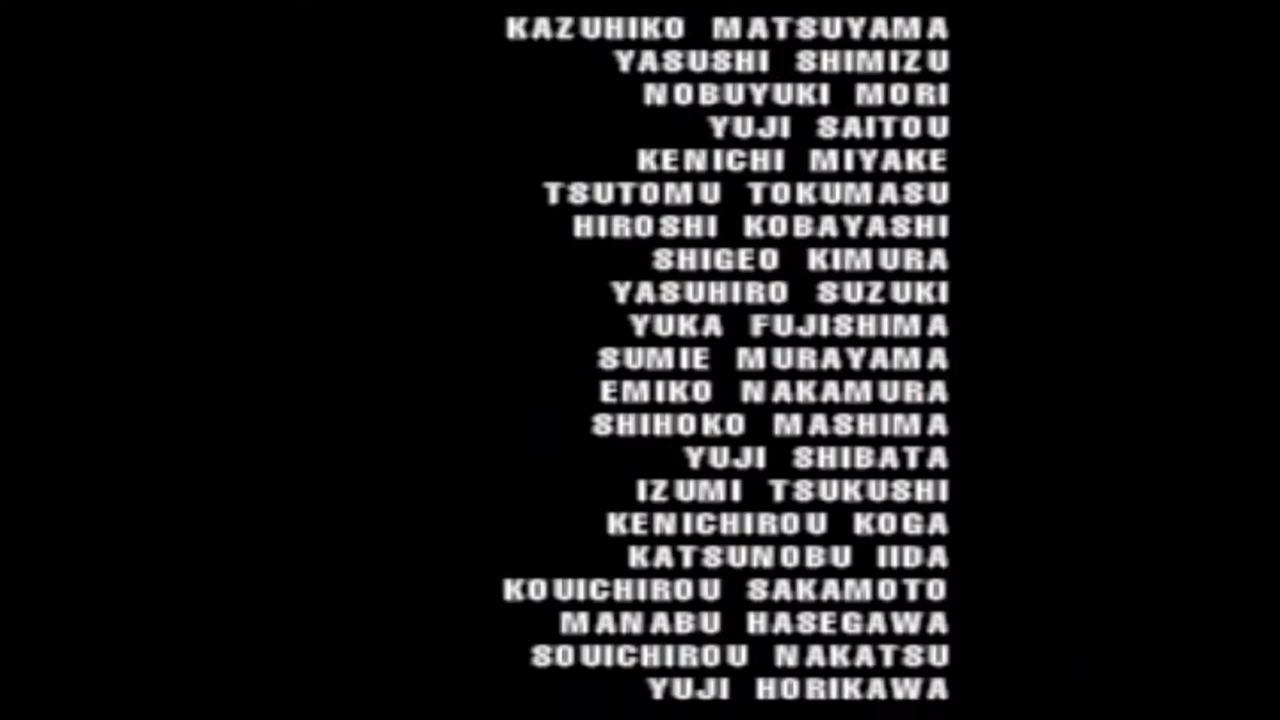 KAZUHIKO MATSUYAMA
YASUSHI SHIMIZU
NOBUYUKI MORI
YUJI SAITOU
KENICHI MIYAKE
TSUTOMU TOKUMASU
HIROSHI KOBAYASHI
SHIGEO KIMURA
YASUHIRO SUZUKI
YUKA FUJISHIMA
SUMIE MURAYAMA
EMIKO NAKAMURA
SHIHOKO MASHIMA
YUJI SHIBATA
IZUMI TSUKUSHI
KENICHIROU KOGA
KATSUNOBU IIDA
KOUICHIROU SAKAMOTO
MANABU HASEGAWA
SOUICHIROU NAKATSU
YUJI HORIKAWA